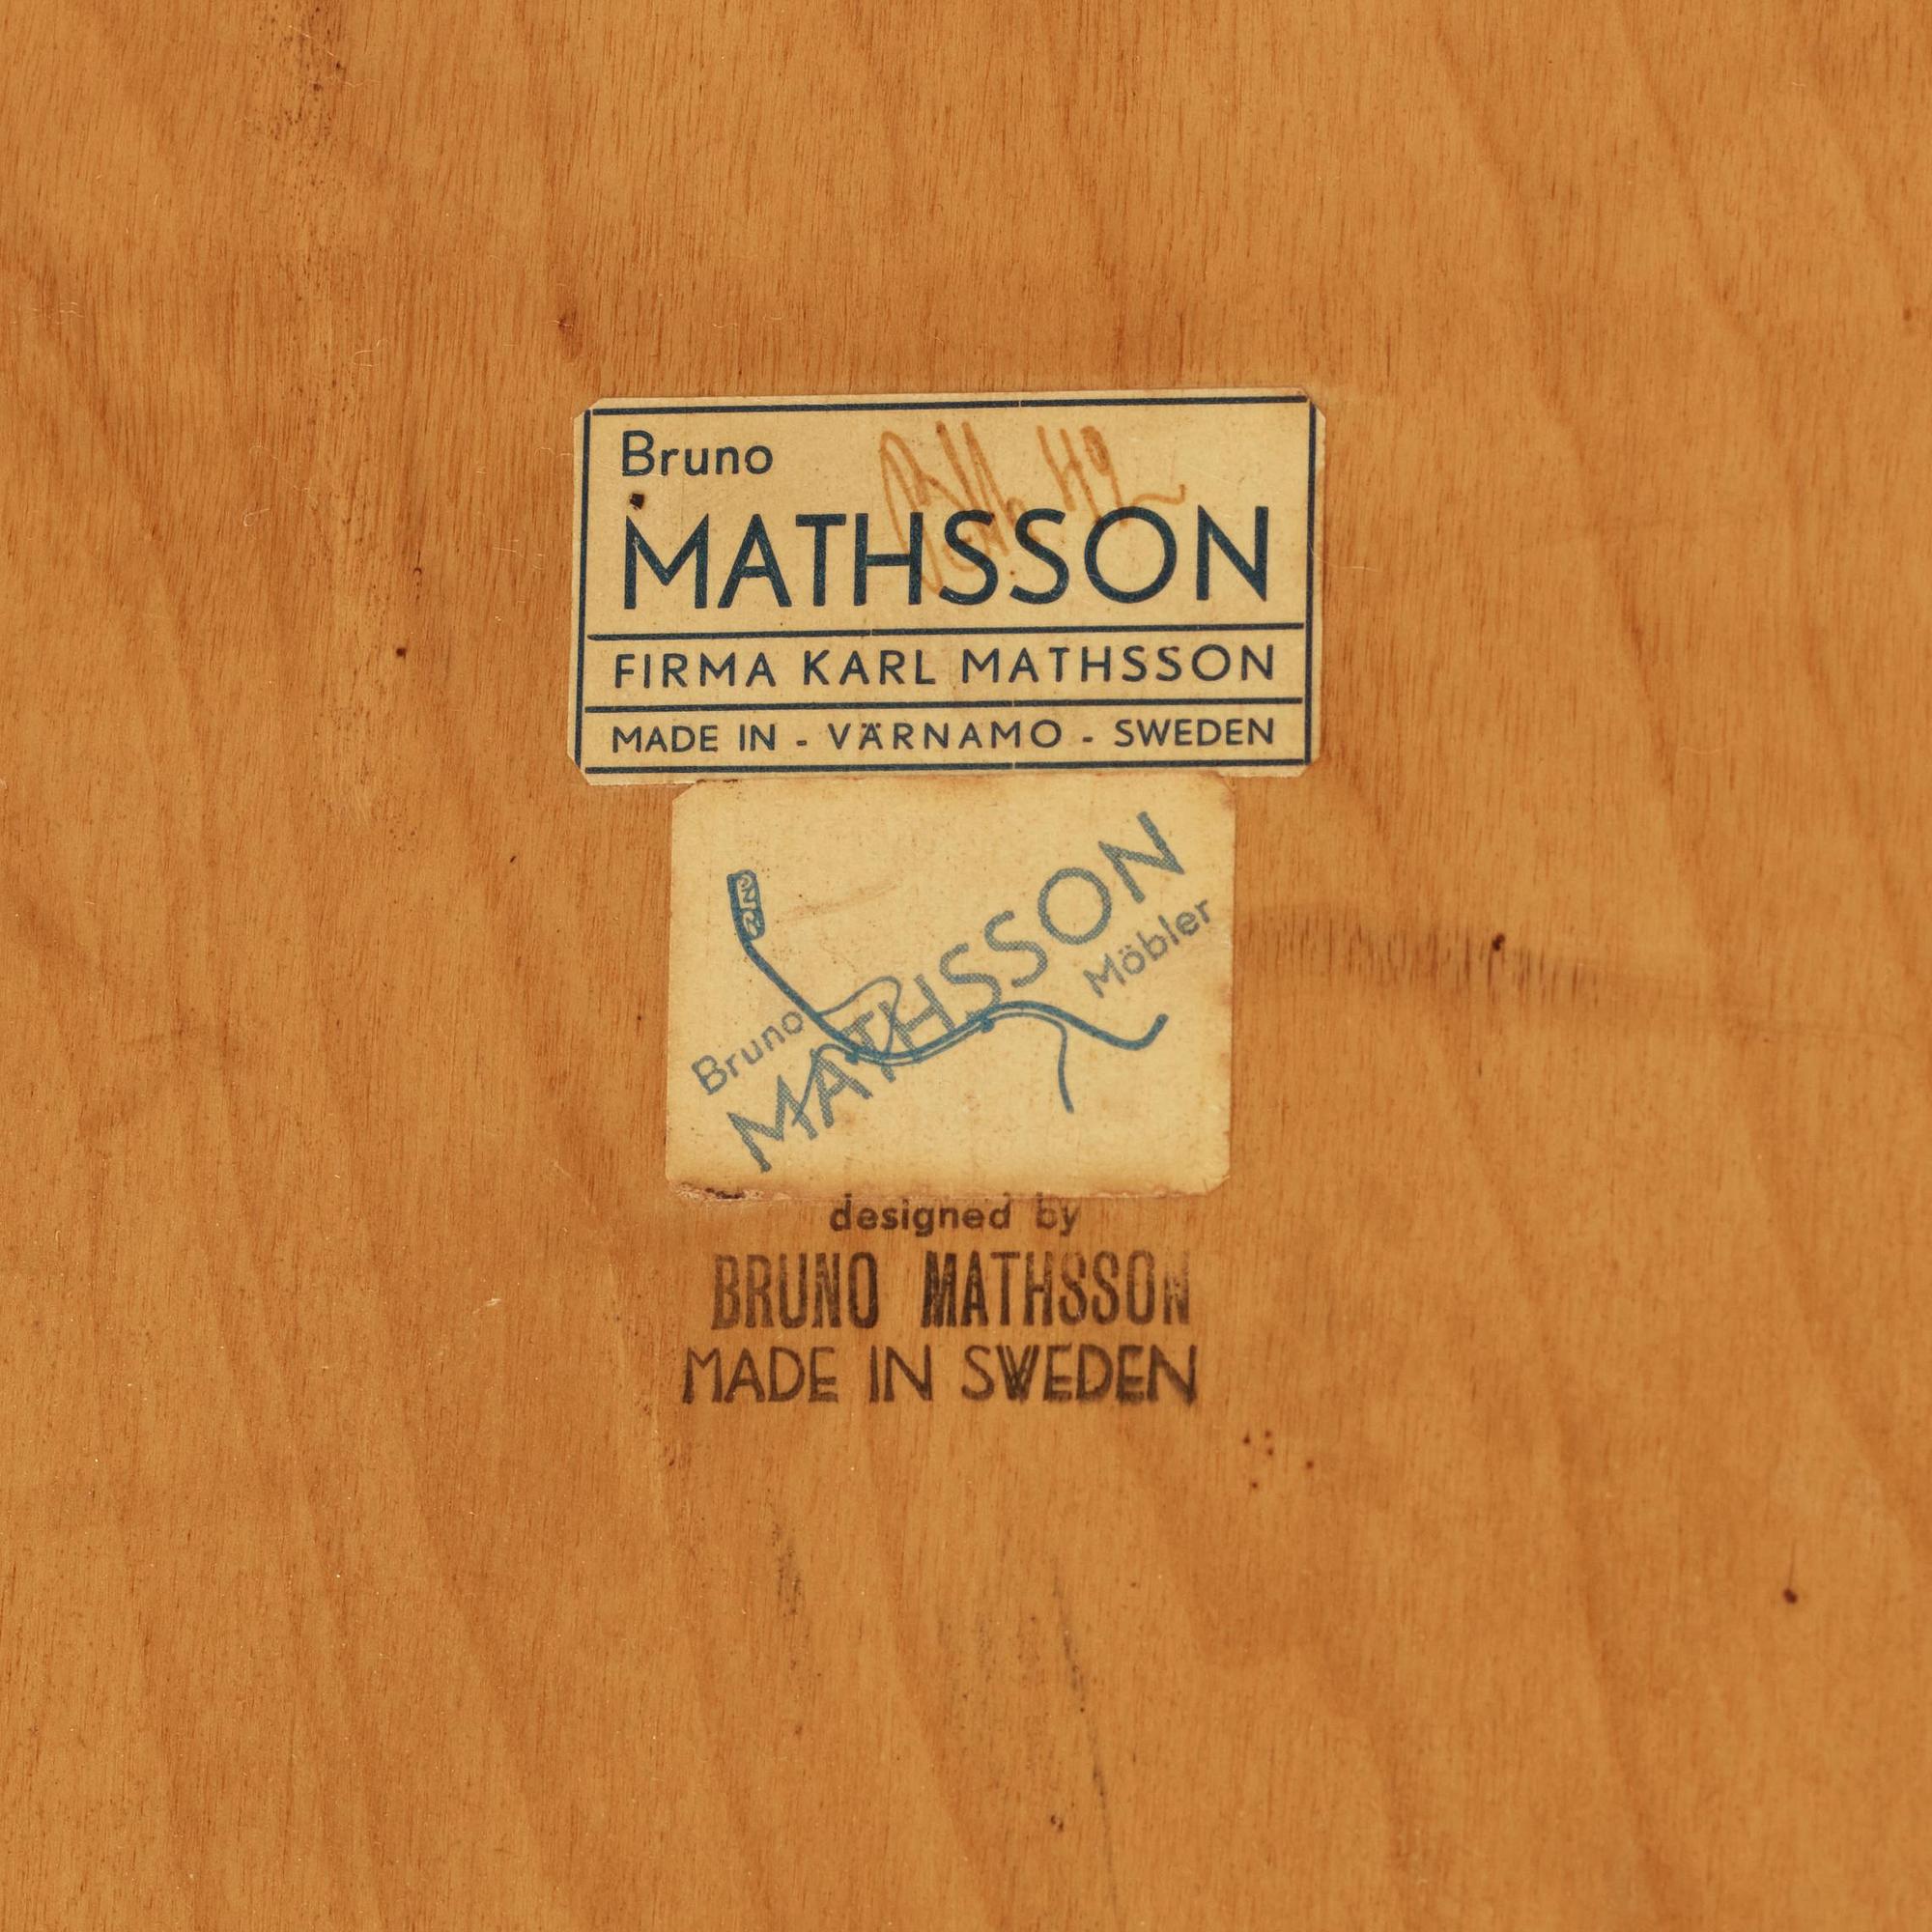 Bruno
MATHSSON
FIRMA KARL MATHSSON
MADE IN - VÄRNAMO - SWEDEN
Bruno
MATHSSON
Möbler
designed by
BRUNO MATHSSON
MADE IN SWEDEN